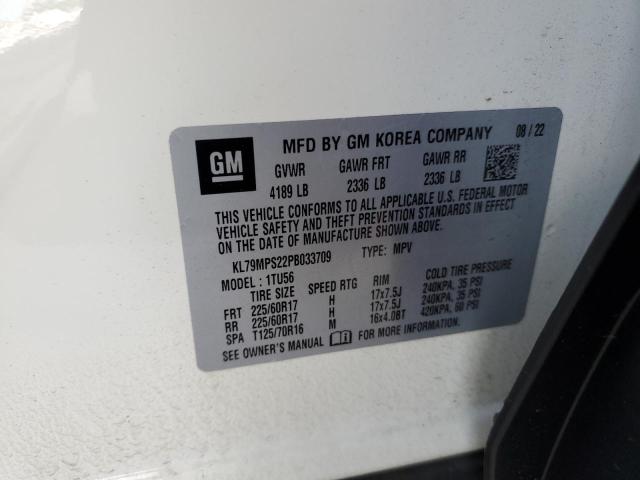 GM
MFD BY GM KOREA COMPANY 08/22
GVWR GAWR FRT GAWR RR
4189 LB 2336 LB 2336 LB
THIS VEHICLE CONFORMS TO ALL APPLICABLE U.S. FEDERAL MOTOR
VEHICLE SAFETY AND THEFT PREVENTION STANDARDS IN EFFECT
ON THE DATE OF MANUFACTURE SHOWN ABOVE.
KL79MPS22PB033709 TYPE: MPV
MODEL: 1TU56
TIRE SIZE SPEED RTG RIM COLD TIRE PRESSURE
FRT 225/60R17 H 17x7.5J 240KPA, 35 PSI
RR 225/60R17 H 17x7.5J 240KPA, 35 PSI
SPA T125/70R16 M 16x4.0BT 420KPA, 60 PSI
SEE OWNER'S MANUAL FOR MORE INFORMATION.